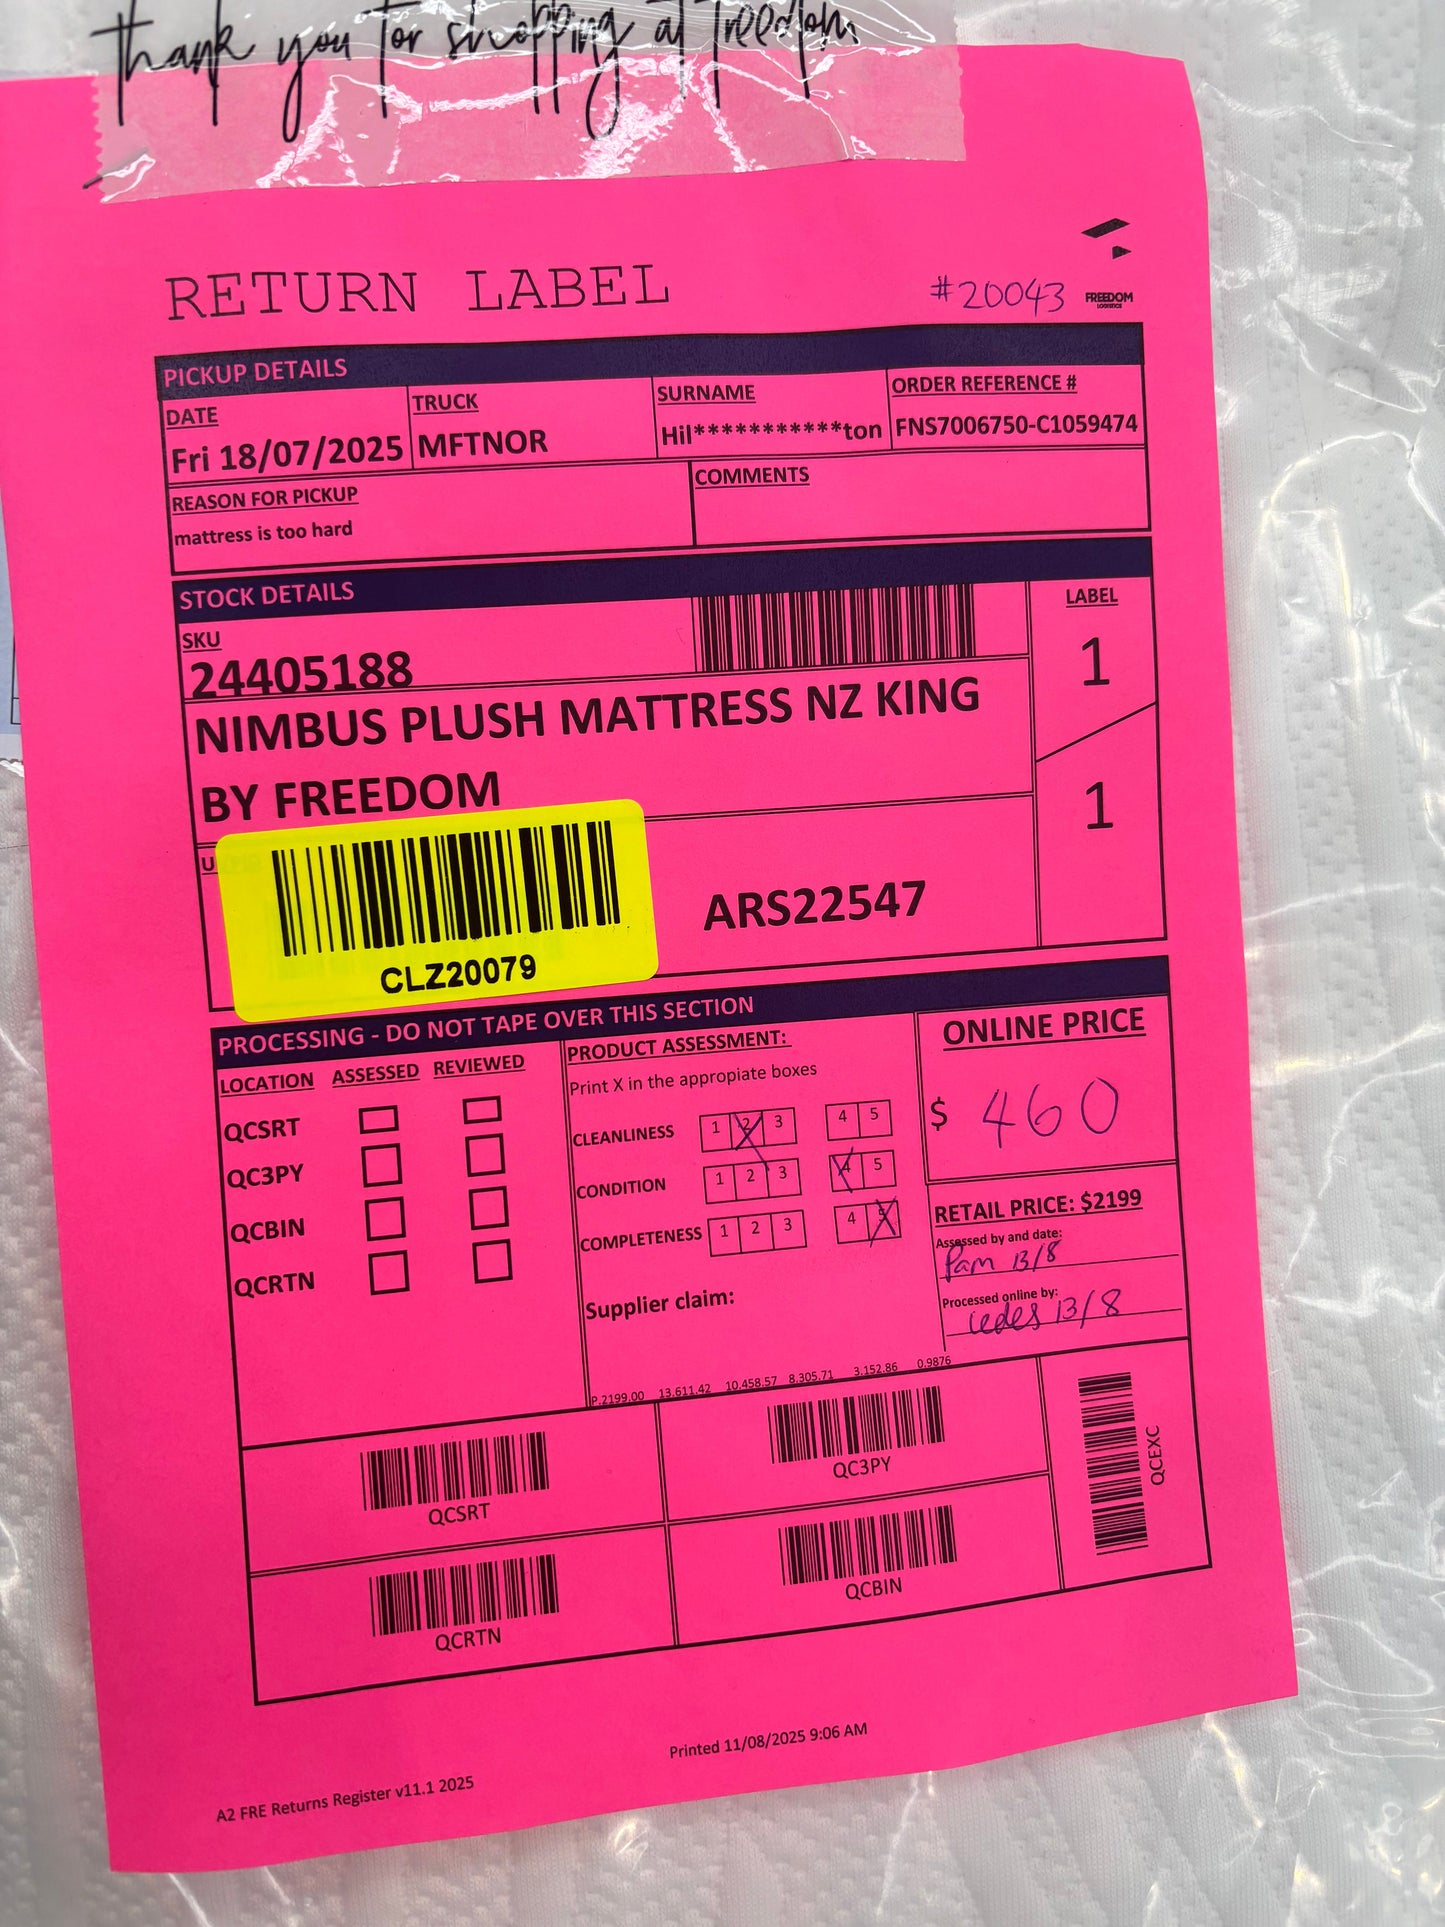 thank you for shopping at freedom
RETURN LABEL
#20043
FREEDOM
LOGISTICS
PICKUP DETAILS
DATE
Fri 18/07/2025
TRUCK
MFTNOR
SURNAME
Hil***********ton
ORDER REFERENCE #
FNS7006750-C1059474
REASON FOR PICKUP
mattress is too hard
COMMENTS
STOCK DETAILS
SKU
24405188
LABEL
1
1
NIMBUS PLUSH MATTRESS NZ KING
BY FREEDOM
CLZ20079
ARS22547
PROCESSING - DO NOT TAPE OVER THIS SECTION
LOCATION ASSESSED REVIEWED
QCSRT
QC3PY
QCBIN
QCRTN
PRODUCT ASSESSMENT:
Print X in the appropiate boxes
CLEANLINESS 1 2 3 4 5
CONDITION 1 2 3 4 5
COMPLETENESS 1 2 3 4 5
Supplier claim:
P.2199.00 13.611.42 10.458.57 8.305.71 3.152.86 0.9876
ONLINE PRICE
$ 460
RETAIL PRICE: $2199
Assessed by and date:
Pam 13/8
Processed online by:
13/8
QCSRT
QC3PY
QCEXC
QCRTN
QCBIN
Printed 11/08/2025 9:06 AM
A2 FRE Returns Register v11.1 2025